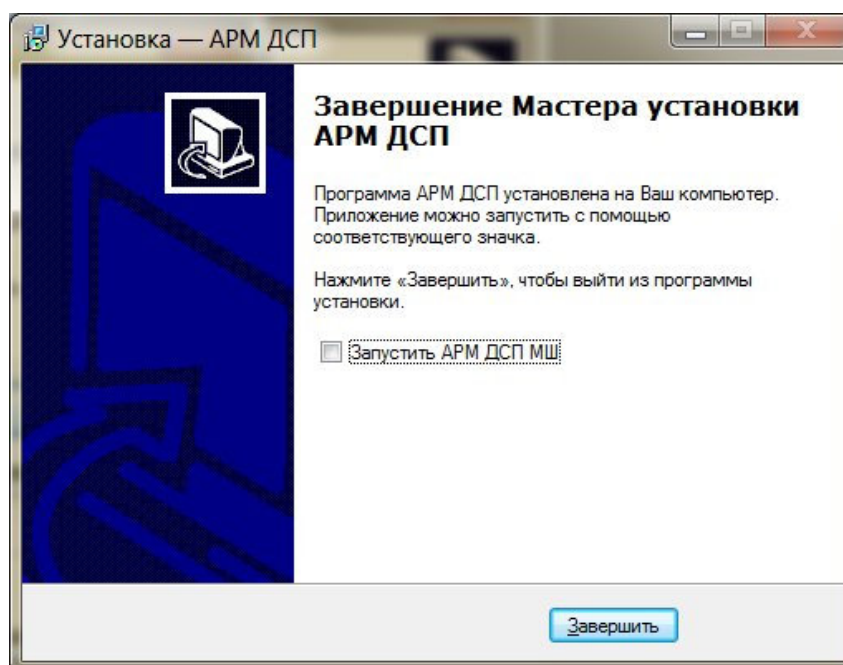 Установка — АРМ ДСП
Завершение Мастера установки
АРМ ДСП
Программа АРМ ДСП установлена на Ваш компьютер.
Приложение можно запустить с помощью
соответствующего значка.
Нажмите «Завершить», чтобы выйти из программы
установки.
Запустить АРМ ДСП МШ
Завершить